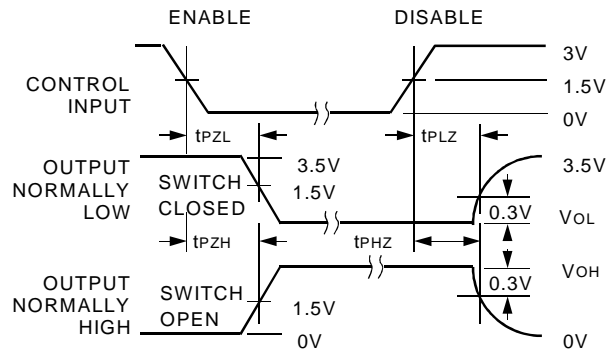 ENABLE DISABLE
3V
CONTROL
INPUT
1.5V
0V
tPZL tPLZ
OUTPUT
NORMALLY
LOW
SWITCH
CLOSED
3.5V
1.5V
3.5V
0.3V
VOL
tPZH tPHZ
OUTPUT
NORMALLY
HIGH
SWITCH
OPEN
1.5V
0V
VOH
0.3V
0V